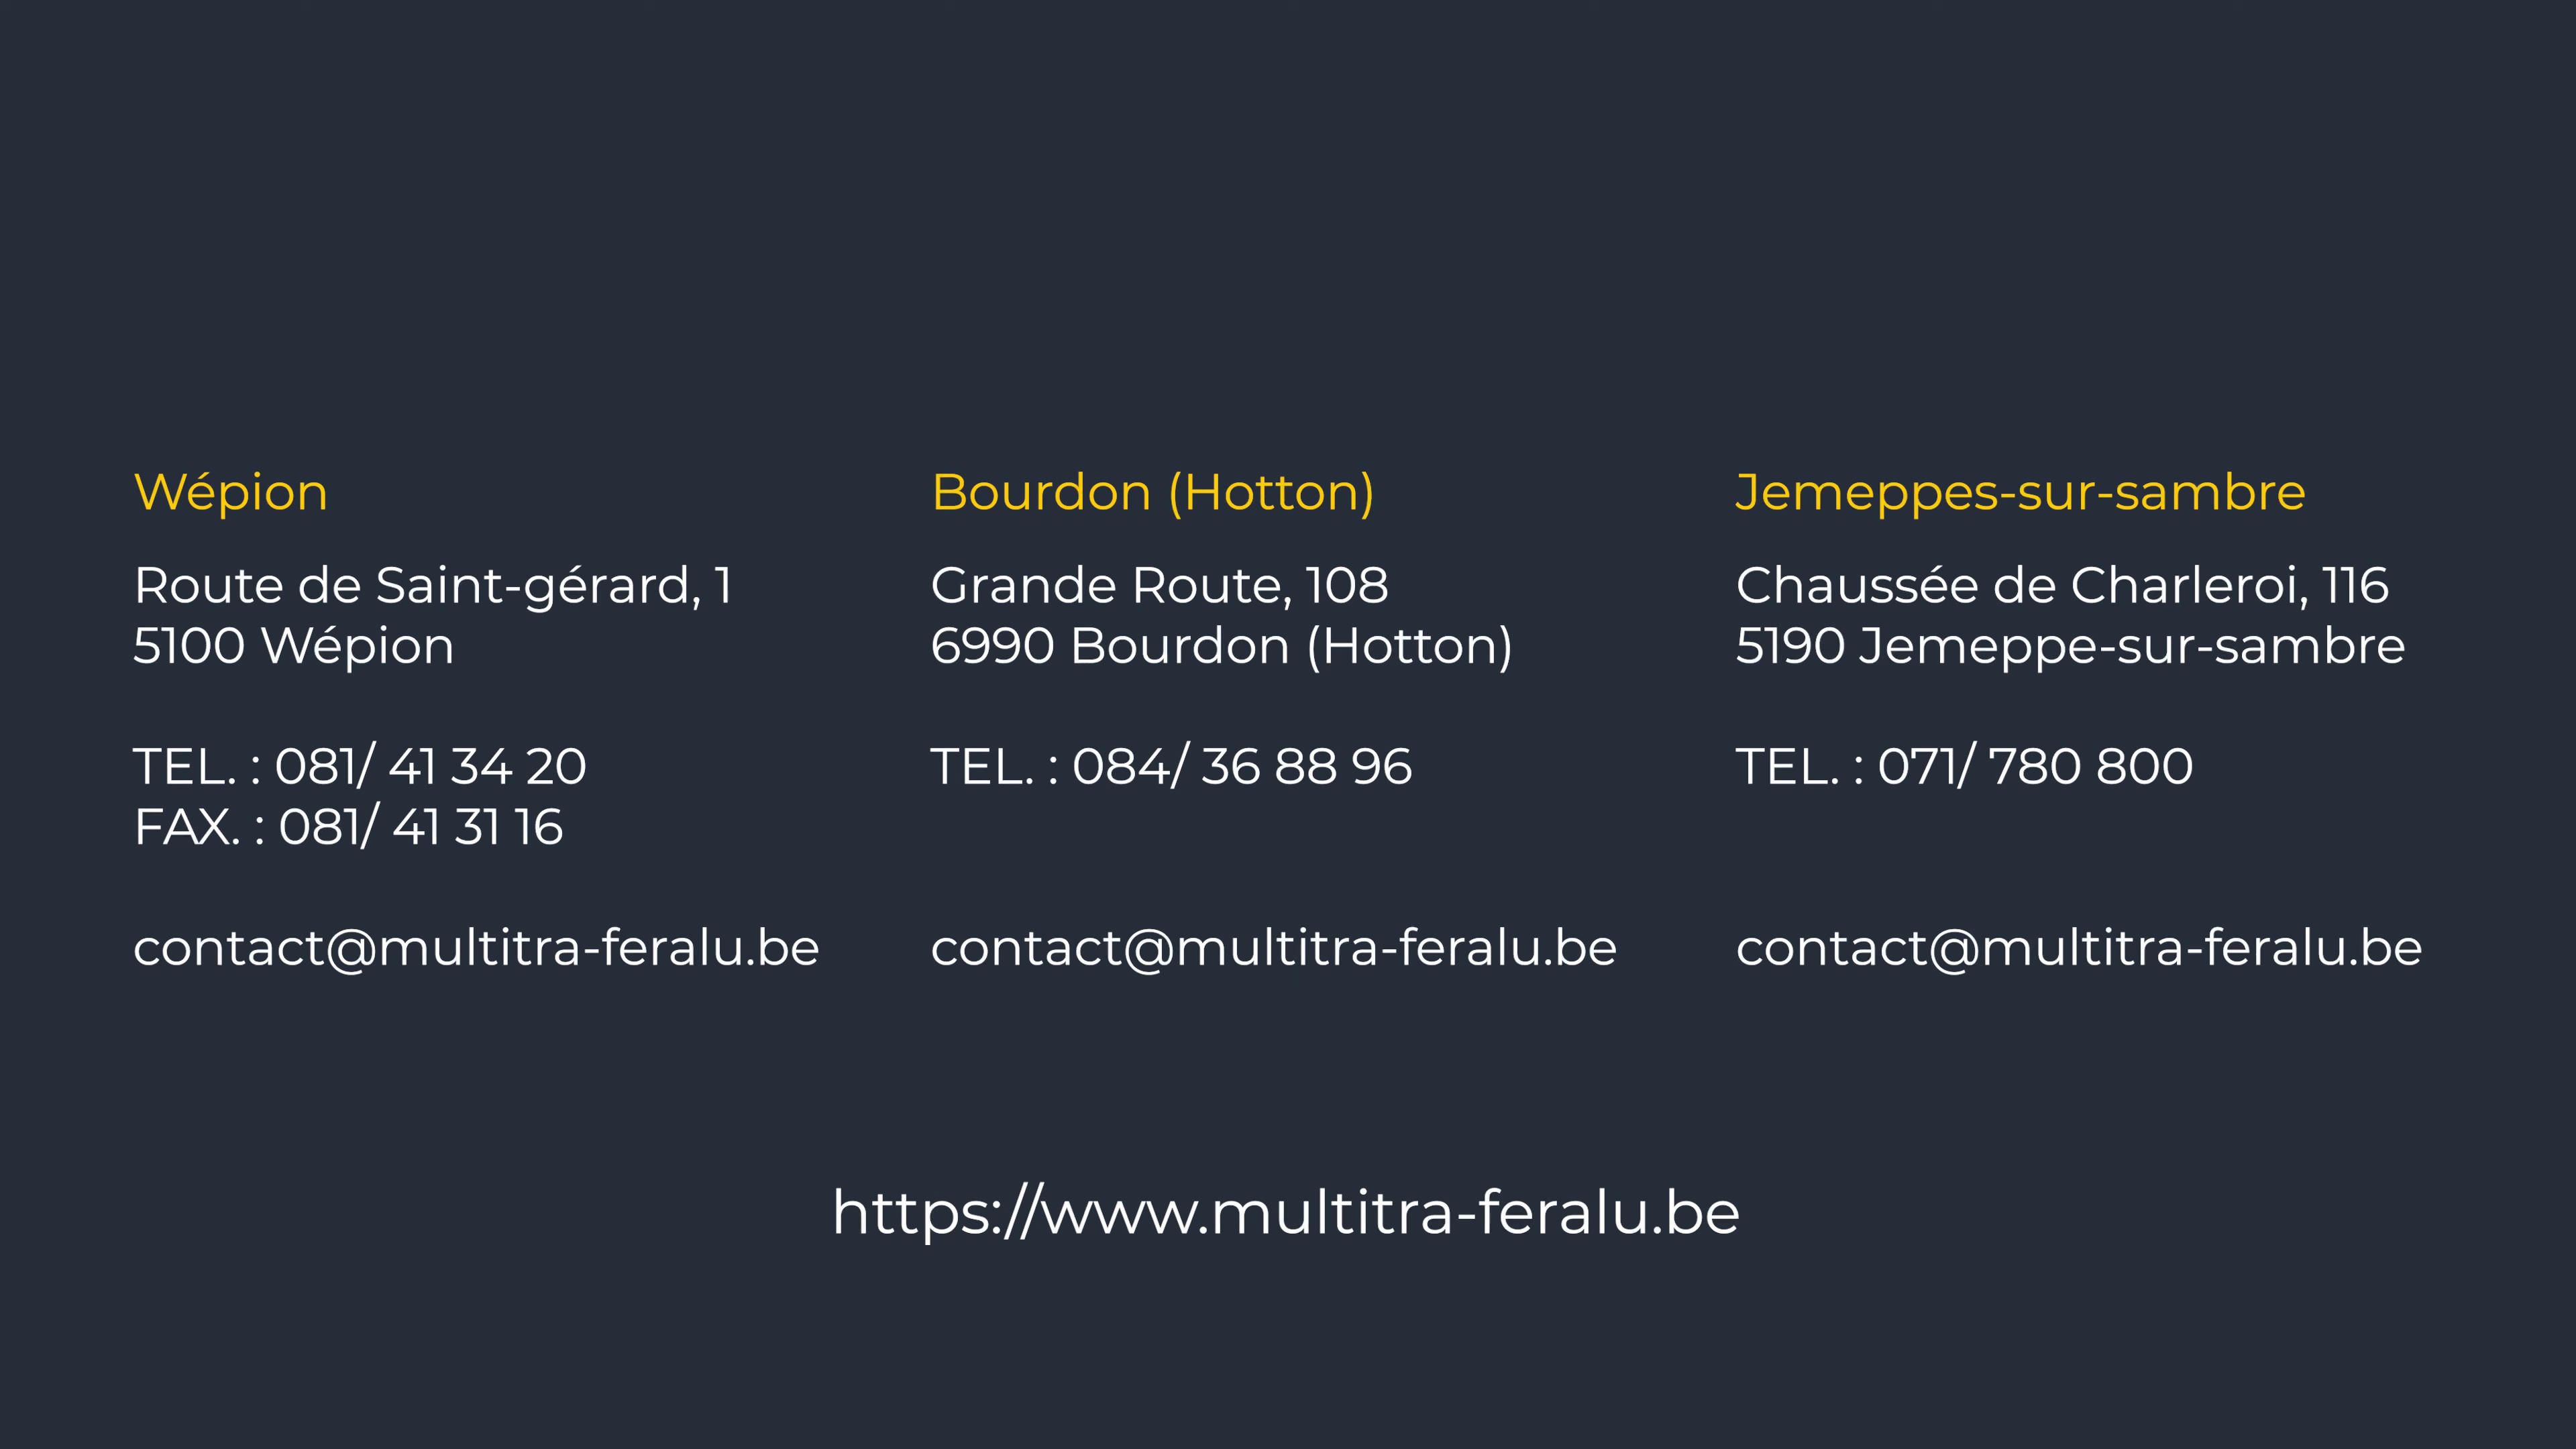 Wépion
Route de Saint-gérard, 1
5100 Wépion
TEL. : 081/ 41 34 20
FAX. : 081/ 41 31 16
contact@multitra-feralu.be
Bourdon (Hotton)
Grande Route, 108
6990 Bourdon (Hotton)
TEL. : 084/ 36 88 96
contact@multitra-feralu.be
Jemeppes-sur-sambre
Chaussée de Charleroi, 116
5190 Jemeppe-sur-sambre
TEL. : 071/ 780 800
contact@multitra-feralu.be
https://www.multitra-feralu.be